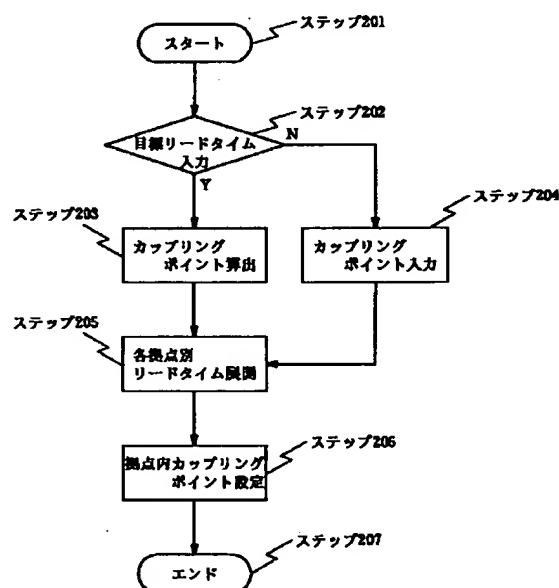 ステップ201
スタート
ステップ202
目標リードタイム
入力
N
Y
ステップ203
カップリング
ポイント算出
ステップ204
カップリング
ポイント入力
ステップ205
各拠点別
リードタイム展開
ステップ206
拠点内カップリング
ポイント設定
ステップ207
エンド